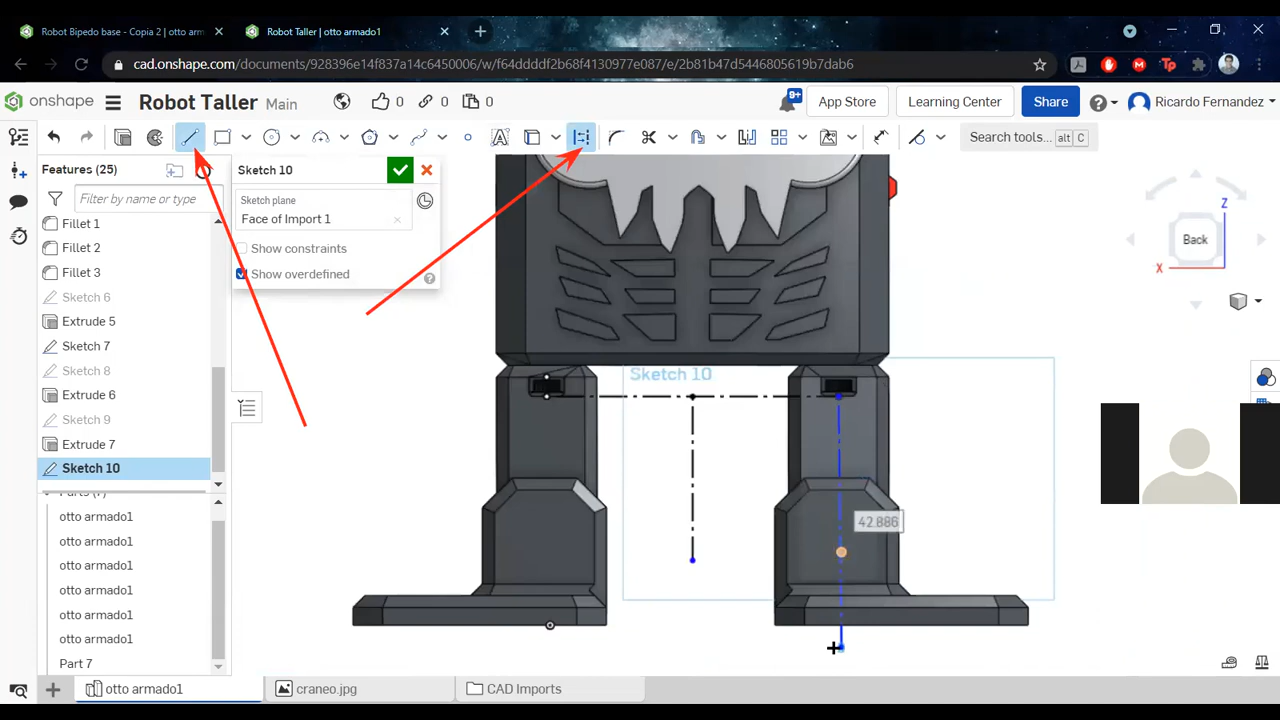 Robot Bipedo base - Copia 2 | otto arm
Robot Taller | otto armado1
cad.onshape.com/documents/928396e14f837a14c6450006/w/f64ddddf2b68f4130977e087/e/2b81b47d5446805619b7dab6
onshape
Robot Taller Main
0
0
0
9+
App Store
Learning Center
Share
Ricardo Fernandez
Search tools...
alt
C
Features (25)
Filter by name or type
Fillet 1
Fillet 2
Fillet 3
Sketch 6
Extrude 5
Sketch 7
Sketch 8
Extrude 6
Sketch 9
Extrude 7
Sketch 10
Parts (7)
otto armado1
otto armado1
otto armado1
otto armado1
otto armado1
otto armado1
Part 7
Sketch 10
Sketch plane
Face of Import 1
Show constraints
Show overdefined
Sketch 10
42.886
Z
Back
X
otto armado1
craneo.jpg
CAD Imports